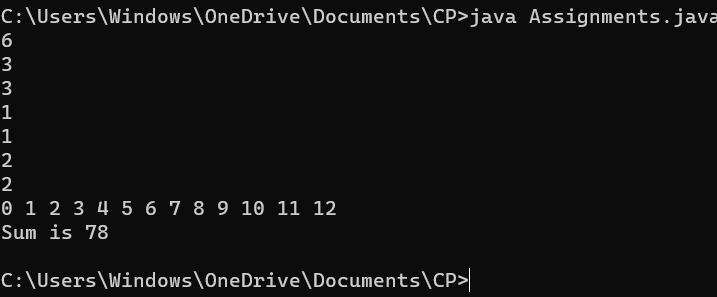 C:\Users\Windows\OneDrive\Documents\CP>java Assignments.java
6
3
3
1
1
2
2
0 1 2 3 4 5 6 7 8 9 10 11 12
Sum is 78
C:\Users\Windows\OneDrive\Documents\CP>